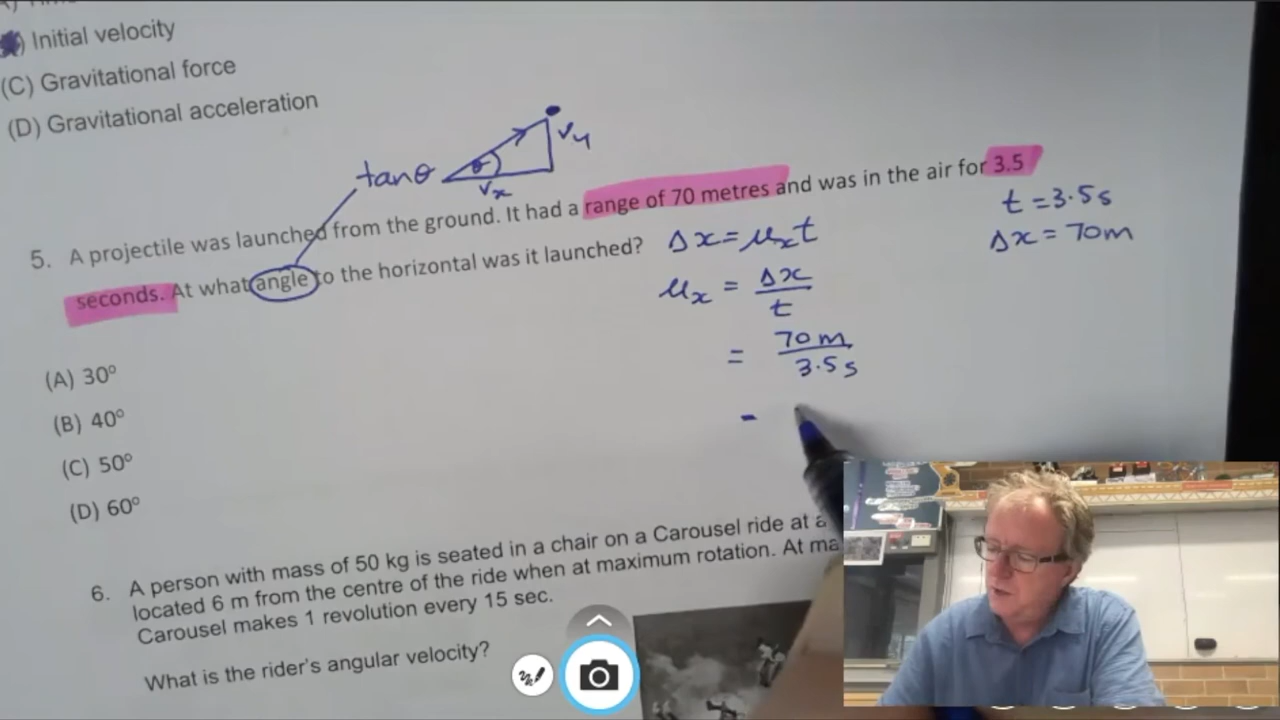 Initial velocity
(C) Gravitational force
(D) Gravitational acceleration
tanθ
θ
Vx
Vy
5. A projectile was launched from the ground. It had a range of 70 metres and was in the air for 3.5
seconds. At what angle to the horizontal was it launched?
t = 3.5s
Δx = 70m
Δx = uxt
ux = Δx
t
= 70m
3.5s
(A) 30°
(B) 40°
(C) 50°
(D) 60°
6. A person with mass of 50 kg is seated in a chair on a Carousel ride at a
located 6 m from the centre of the ride when at maximum rotation. At ma
Carousel makes 1 revolution every 15 sec.
What is the rider's angular velocity?